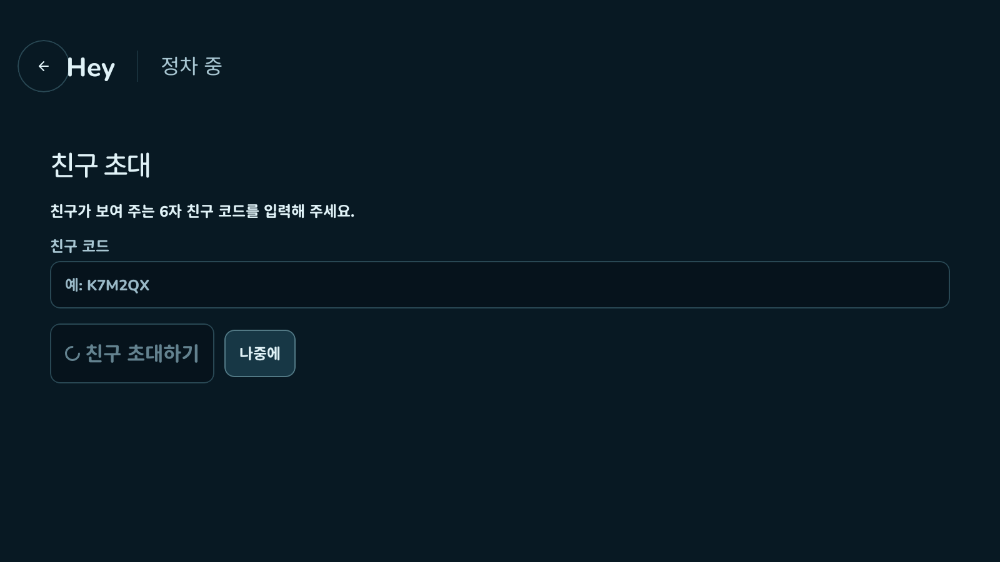 Hey
정차 중
친구 초대
친구가 보여 주는 6자 친구 코드를 입력해 주세요.
친구 코드
예: K7M2QX
친구 초대하기
나중에